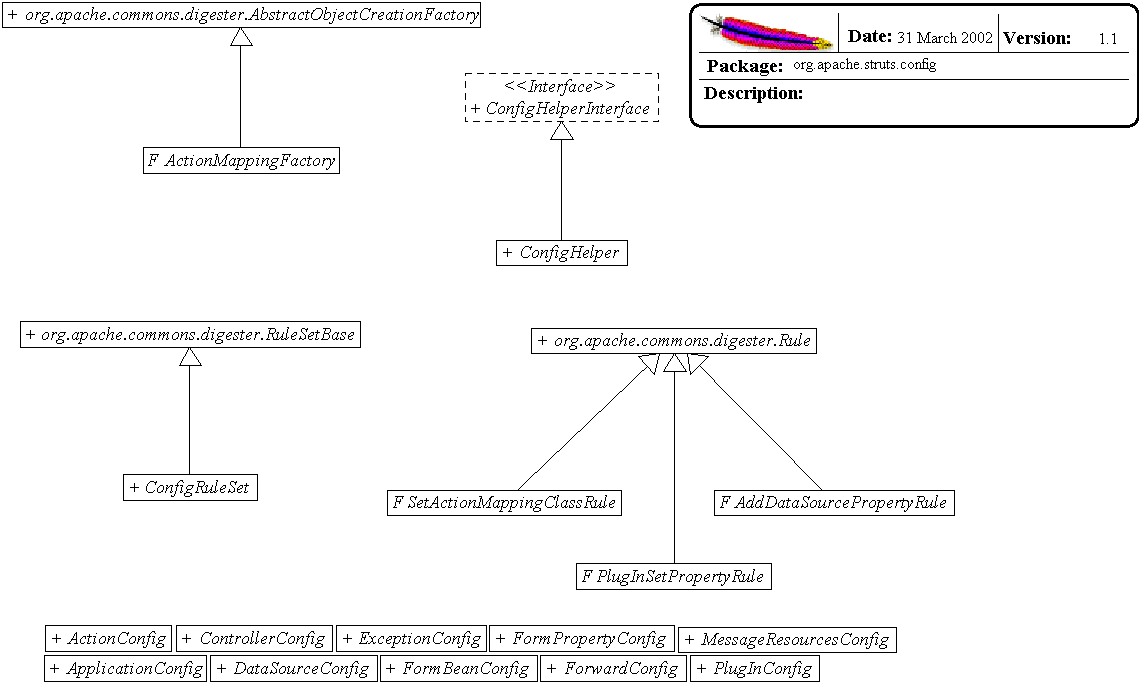 + org.apache.commons.digester.AbstractObjectCreationFactory
Date: 31 March 2002 Version: 1.1
Package: org.apache.struts.config
Description:
<<Interface>>
+ ConfigHelperInterface
F ActionMappingFactory
+ ConfigHelper
+ org.apache.commons.digester.RuleSetBase
+ org.apache.commons.digester.Rule
+ ConfigRuleSet
F SetActionMappingClassRule
F AddDataSourcePropertyRule
F PlugInSetPropertyRule
+ ActionConfig + ControllerConfig + ExceptionConfig + FormPropertyConfig + MessageResourcesConfig
+ ApplicationConfig + DataSourceConfig + FormBeanConfig + ForwardConfig + PlugInConfig